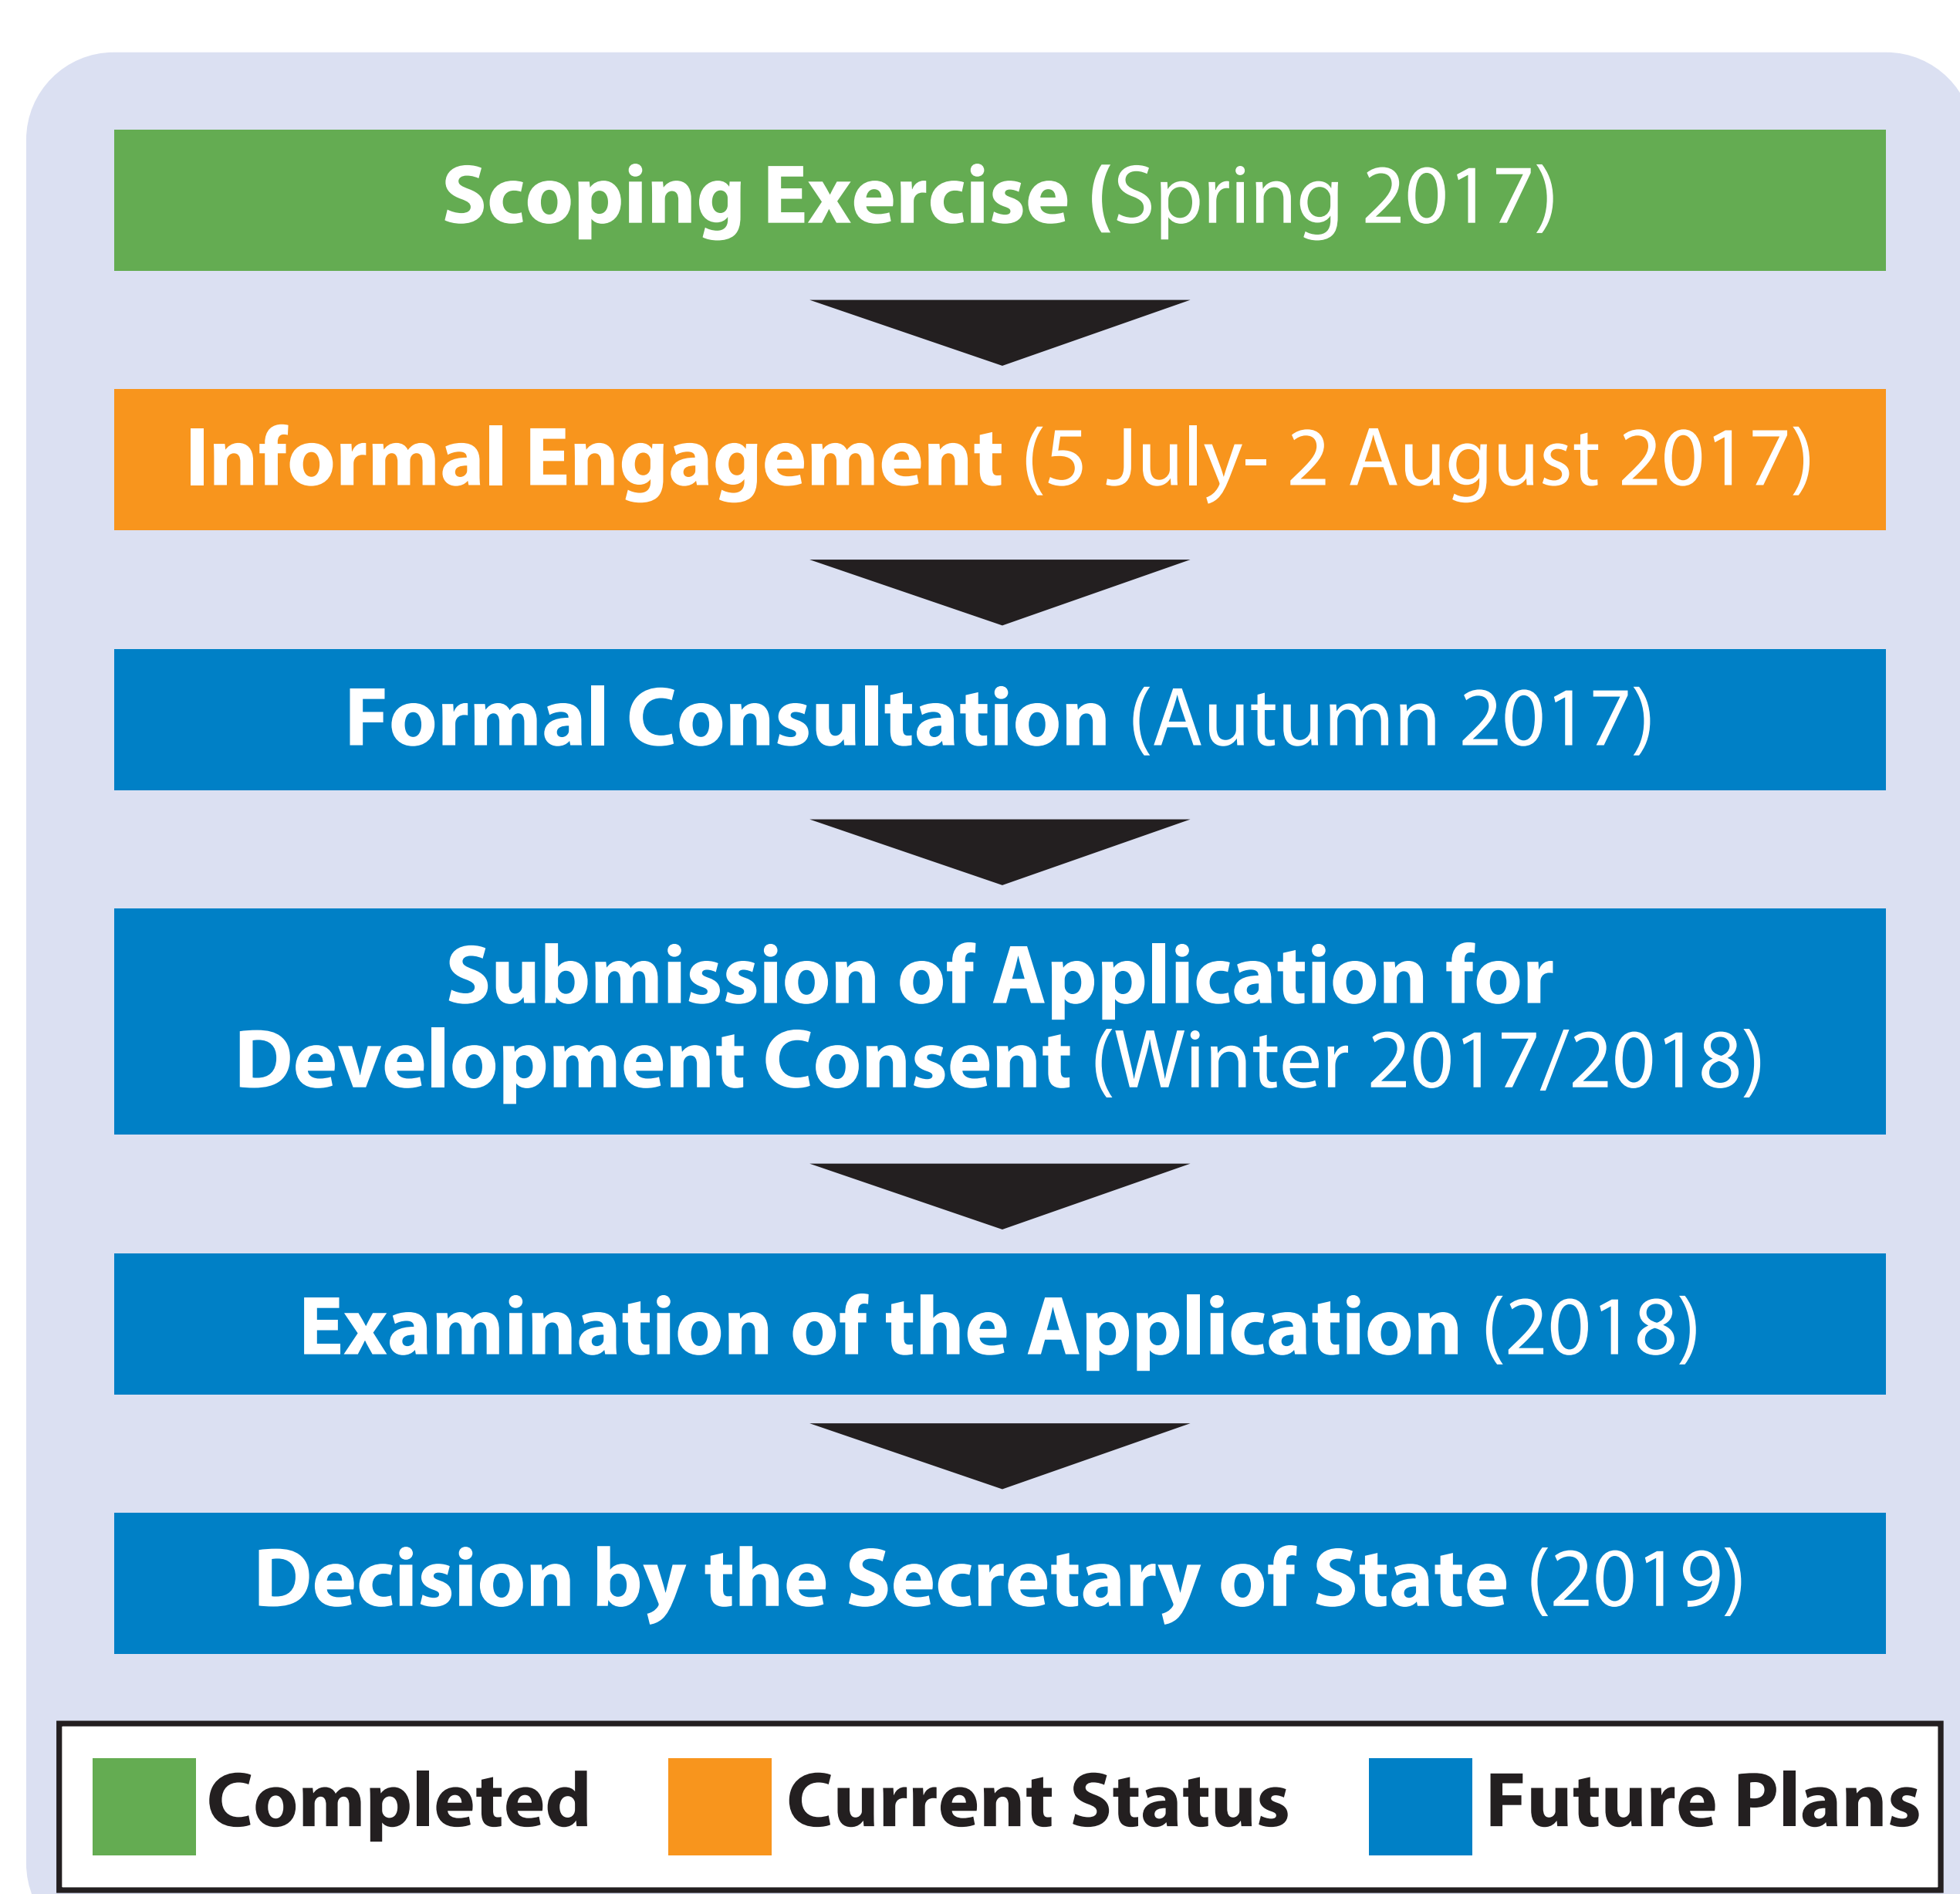 Scoping Exercise (Spring 2017)
Informal Engagement (5 July- 2 August 2017)
Formal Consultation (Autumn 2017)
Submission of Application for
Development Consent (Winter 2017/2018)
Examination of the Application (2018)
Decision by the Secretary of State (2019)
Completed
Current Status
Future Plans